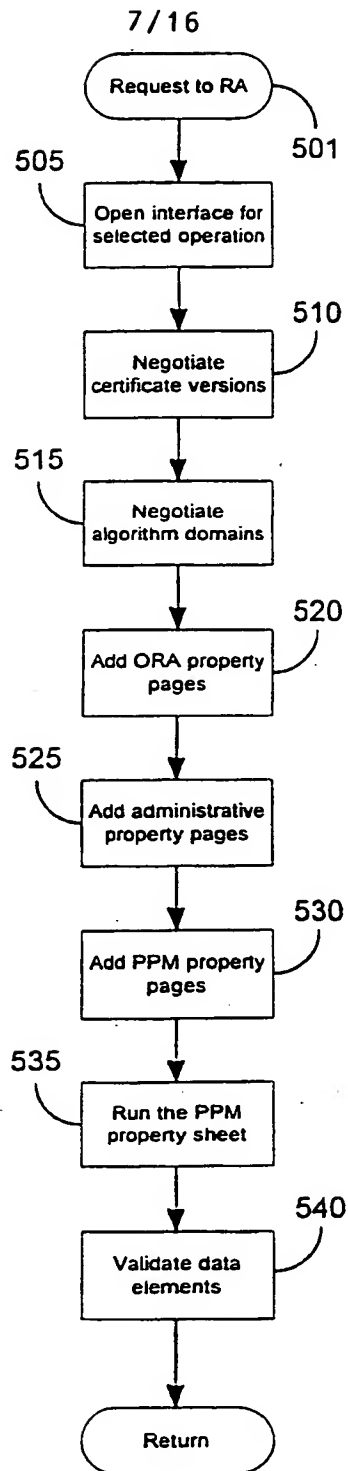 7/16
Request to RA
501
505
Open interface for
selected operation
510
Negotiate
certificate versions
515
Negotiate
algorithm domains
520
Add ORA property
pages
525
Add administrative
property pages
530
Add PPM property
pages
535
Run the PPM
property sheet
540
Validate data
elements
Return